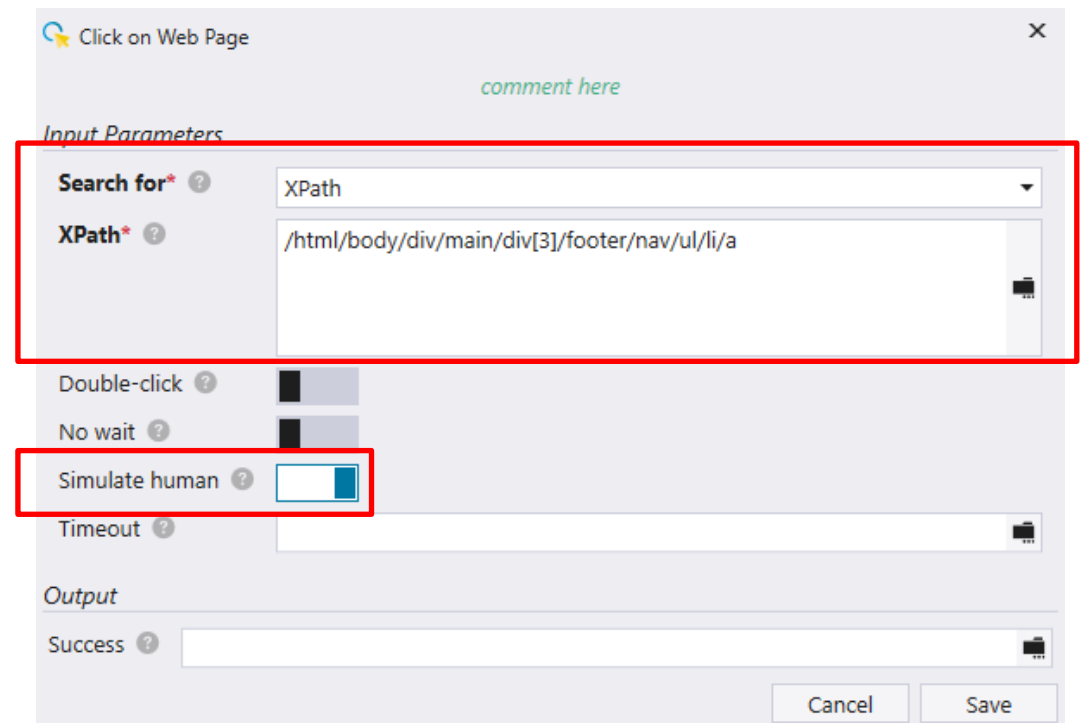 Click on Web Page
comment here
Input Parameters
Search for*
XPath
XPath*
/html/body/div/main/div[3]/footer/nav/ul/li/a
Double-click
No wait
Simulate human
Timeout
Output
Success
Cancel Save